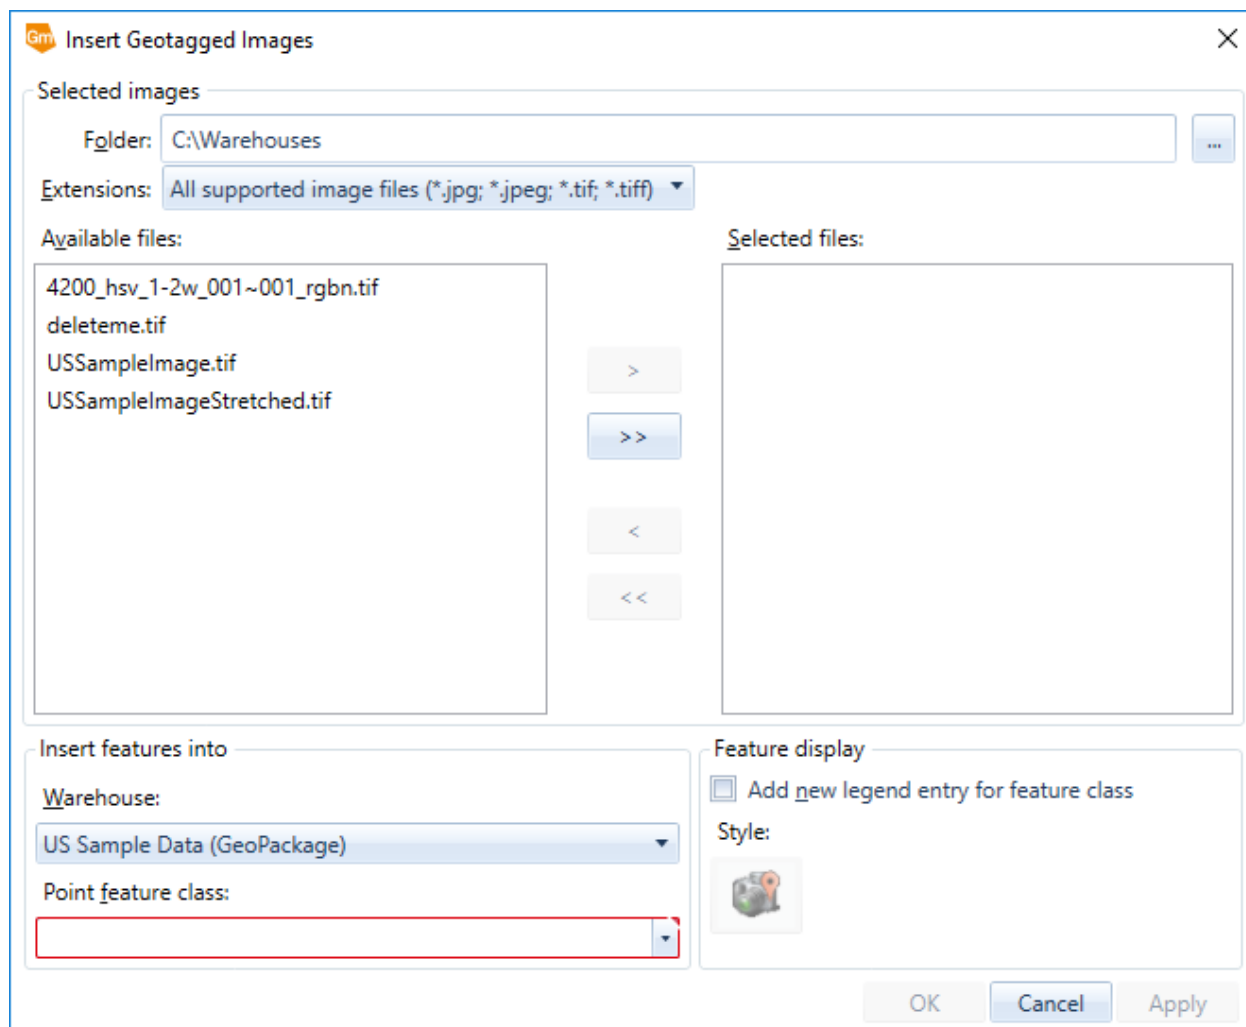 Gm Insert Geotagged Images
Selected images
Folder: C:\Warehouses ...
Extensions: All supported image files (*.jpg; *.jpeg; *.tif; *.tiff)
Available files: Selected files:
4200_hsv_1-2w_001~001_rgbn.tif
deleteme.tif
USSampleImage.tif
>
USSampleImageStretched.tif
>>
<
<<
Insert features into
Warehouse:
US Sample Data (GeoPackage)
Point feature class:
Feature display
Add new legend entry for feature class
Style:
OK Cancel Apply